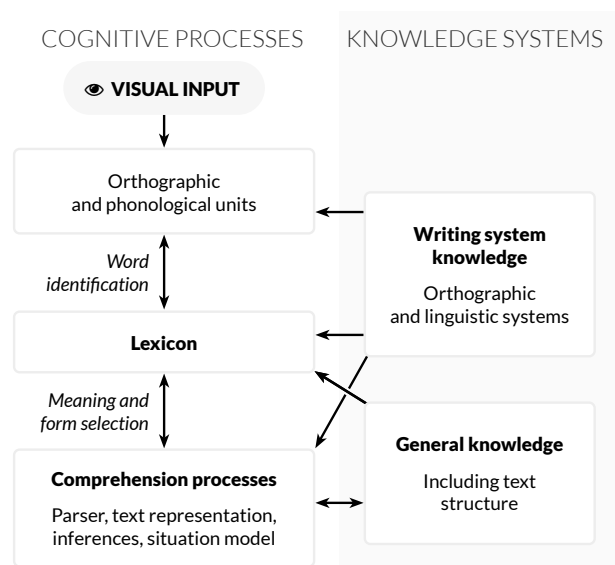 COGNITIVE PROCESSES
KNOWLEDGE SYSTEMS
VISUAL INPUT
Orthographic
and phonological units
Word
identification
Lexicon
Meaning and
form selection
Comprehension processes
Parser, text representation,
inferences, situation model
Writing system
knowledge
Orthographic
and linguistic systems
General knowledge
Including text
structure